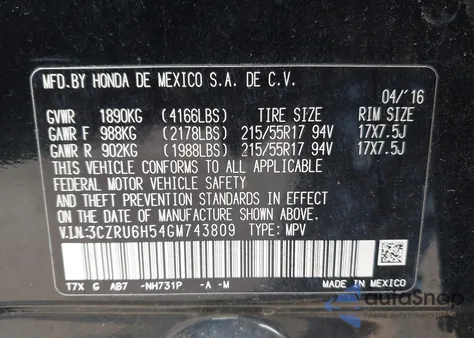 MFD.BY HONDA DE MEXICO S.A. DE C.V.
04/'16
GVWR 1890KG (4166LBS) TIRE SIZE RIM SIZE
GAWR F 988KG (2178LBS) 215/55R17 94V 17X7.5J
GAWR R 902KG (1988LBS) 215/55R17 94V 17X7.5J
THIS VEHICLE CONFORMS TO ALL APPLICABLE
FEDERAL MOTOR VEHICLE SAFETY
AND THEFT PREVENTION STANDARDS IN EFFECT
ON THE DATE OF MANUFACTURE SHOWN ABOVE.
V.I.N:3CZRU6H54GM743809 TYPE: MPV
T7X G AB7 -NH731P -A -M MADE IN MEXICO
autoSnap